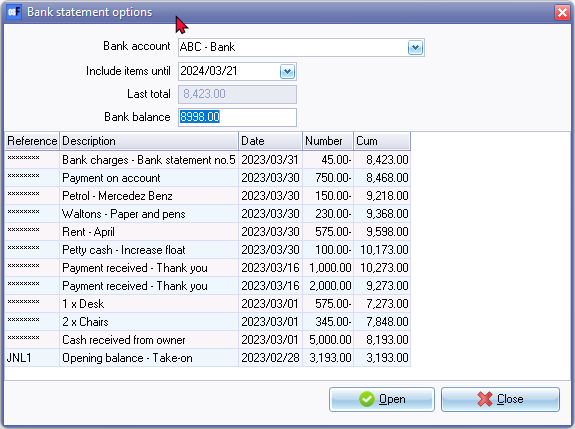 Bank statement options
Bank account ABC - Bank
Include items until 2024/03/21
Last total 8,423.00
Bank balance 8998.00
Reference Description Date Number Cum
******** Bank charges - Bank statement no.5 2023/03/31 45.00- 8,423.00
******** Payment on account 2023/03/30 750.00- 8,468.00
******** Petrol - Mercedez Benz 2023/03/30 150.00- 9,218.00
******** Waltons - Paper and pens 2023/03/30 230.00- 9,368.00
******** Rent - April 2023/03/30 575.00- 9,598.00
******** Petty cash - Increase float 2023/03/30 100.00- 10,173.00
******** Payment received - Thank you 2023/03/16 1,000.00 10,273.00
******** Payment received - Thank you 2023/03/16 2,000.00 9,273.00
******** 1 x Desk 2023/03/01 575.00- 7,273.00
******** 2 x Chairs 2023/03/01 345.00- 7,848.00
******** Cash received from owner 2023/03/01 5,000.00 8,193.00
JNL1 Opening balance - Take-on 2023/02/28 3,193.00 3,193.00
Open Close